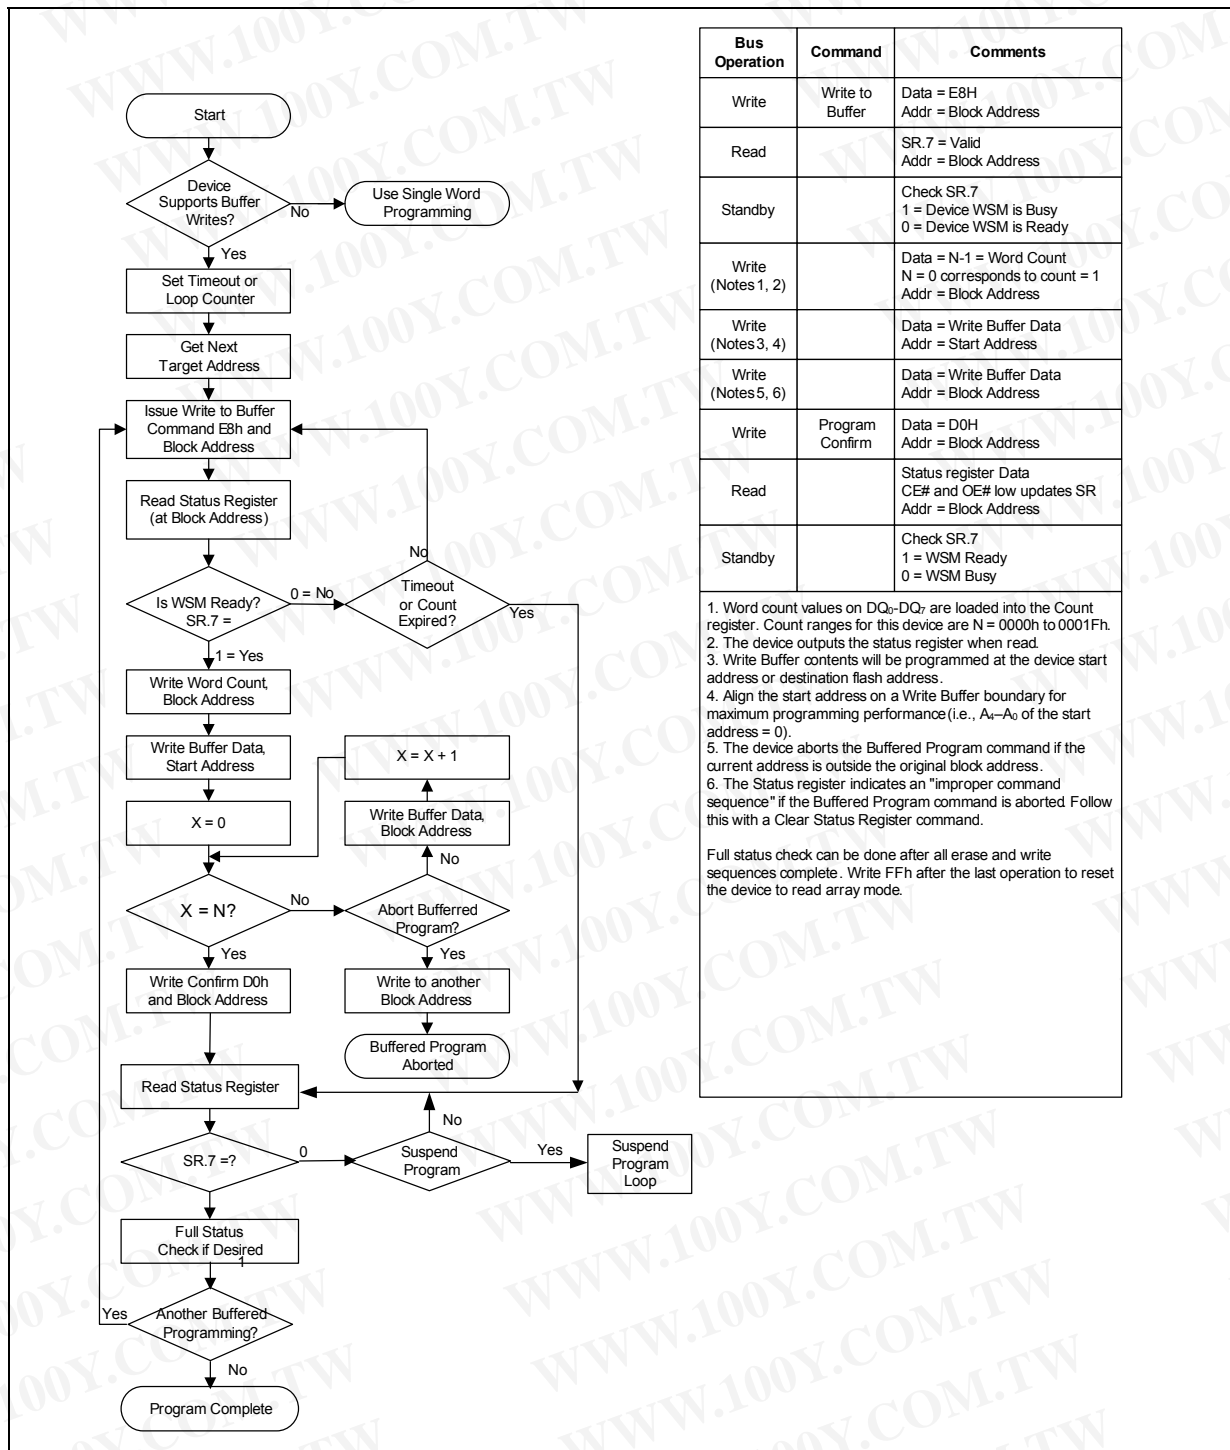 Start
Device
Supports Buffer
Writes?
No
Use Single Word
Programming
Yes
Set Timeout or
Loop Counter
Get Next
Target Address
Issue Write to Buffer
Command E8h and
Block Address
Read Status Register
(at Block Address)
No
Is WSM Ready?
SR.7 =
0 = No
Timeout
or Count
Expired?
Yes
1 = Yes
Write Word Count,
Block Address
Write Buffer Data,
Start Address
X = X + 1
X = 0
Write Buffer Data,
Block Address
No
X = N?
No
Abort Bufferred
Program?
Yes
Yes
Write Confirm D0h
and Block Address
Write to another
Block Address
Buffered Program
Aborted
Read Status Register
No
SR.7 =?
0
Suspend
Program
Yes
Suspend
Program
Loop
Full Status
Check if Desired
1
Yes
Another Buffered
Programming?
No
Program Complete
Bus
Operation
Command
Comments
Write
Write to
Buffer
Data = E8H
Addr = Block Address
Read
SR.7 = Valid
Addr = Block Address
Standby
Check SR.7
1 = Device WSM is Busy
0 = Device WSM is Ready
Write
(Notes 1, 2)
Data = N-1 = Word Count
N = 0 corresponds to count = 1
Addr = Block Address
Write
(Notes 3, 4)
Data = Write Buffer Data
Addr = Start Address
Write
(Notes 5, 6)
Data = Write Buffer Data
Addr = Block Address
Write
Program
Confirm
Data = D0H
Addr = Block Address
Read
Status register Data
CE# and OE# low updates SR
Addr = Block Address
Standby
Check SR.7
1 = WSM Ready
0 = WSM Busy
1. Word count values on DQ₀-DQ₇ are loaded into the Count
register. Count ranges for this device are N = 0000h to 0001Fh.
2. The device outputs the status register when read.
3. Write Buffer contents will be programmed at the device start
address or destination flash address.
4. Align the start address on a Write Buffer boundary for
maximum programming performance (i.e., A₄–A₀ of the start
address = 0).
5. The device aborts the Buffered Program command if the
current address is outside the original block address.
6. The Status register indicates an "improper command
sequence" if the Buffered Program command is aborted. Follow
this with a Clear Status Register command.
Full status check can be done after all erase and write
sequences complete. Write FFh after the last operation to reset
the device to read array mode.
WWW.100Y.COM.TW